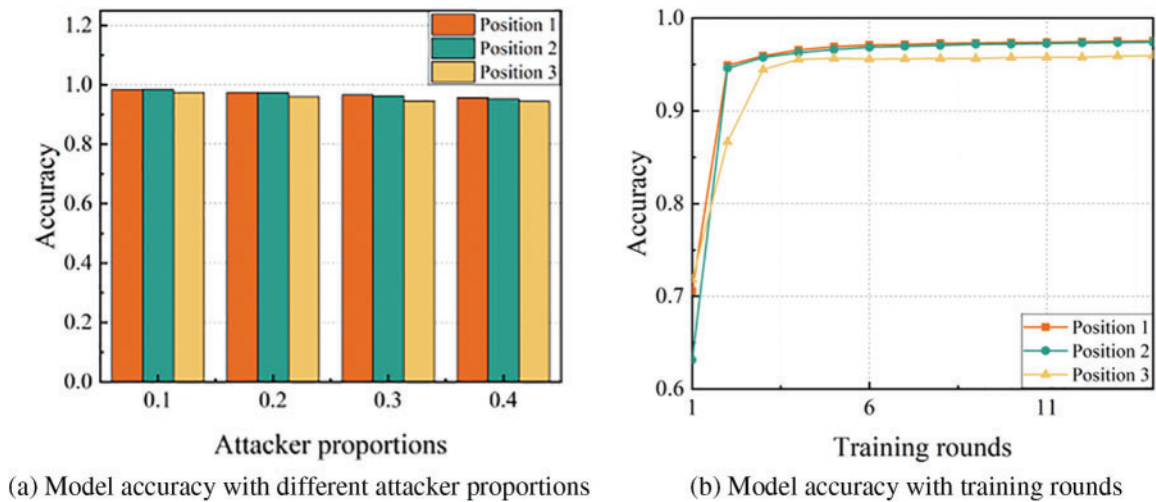 1.2
1.0
0.8
0.6
0.4
0.2
0.0
Accuracy
Position 1
Position 2
Position 3
0.1 0.2 0.3 0.4
Attacker proportions
(a) Model accuracy with different attacker proportions
1.0
0.9
0.8
0.7
0.6
Accuracy
Position 1
Position 2
Position 3
1 6 11
Training rounds
(b) Model accuracy with training rounds